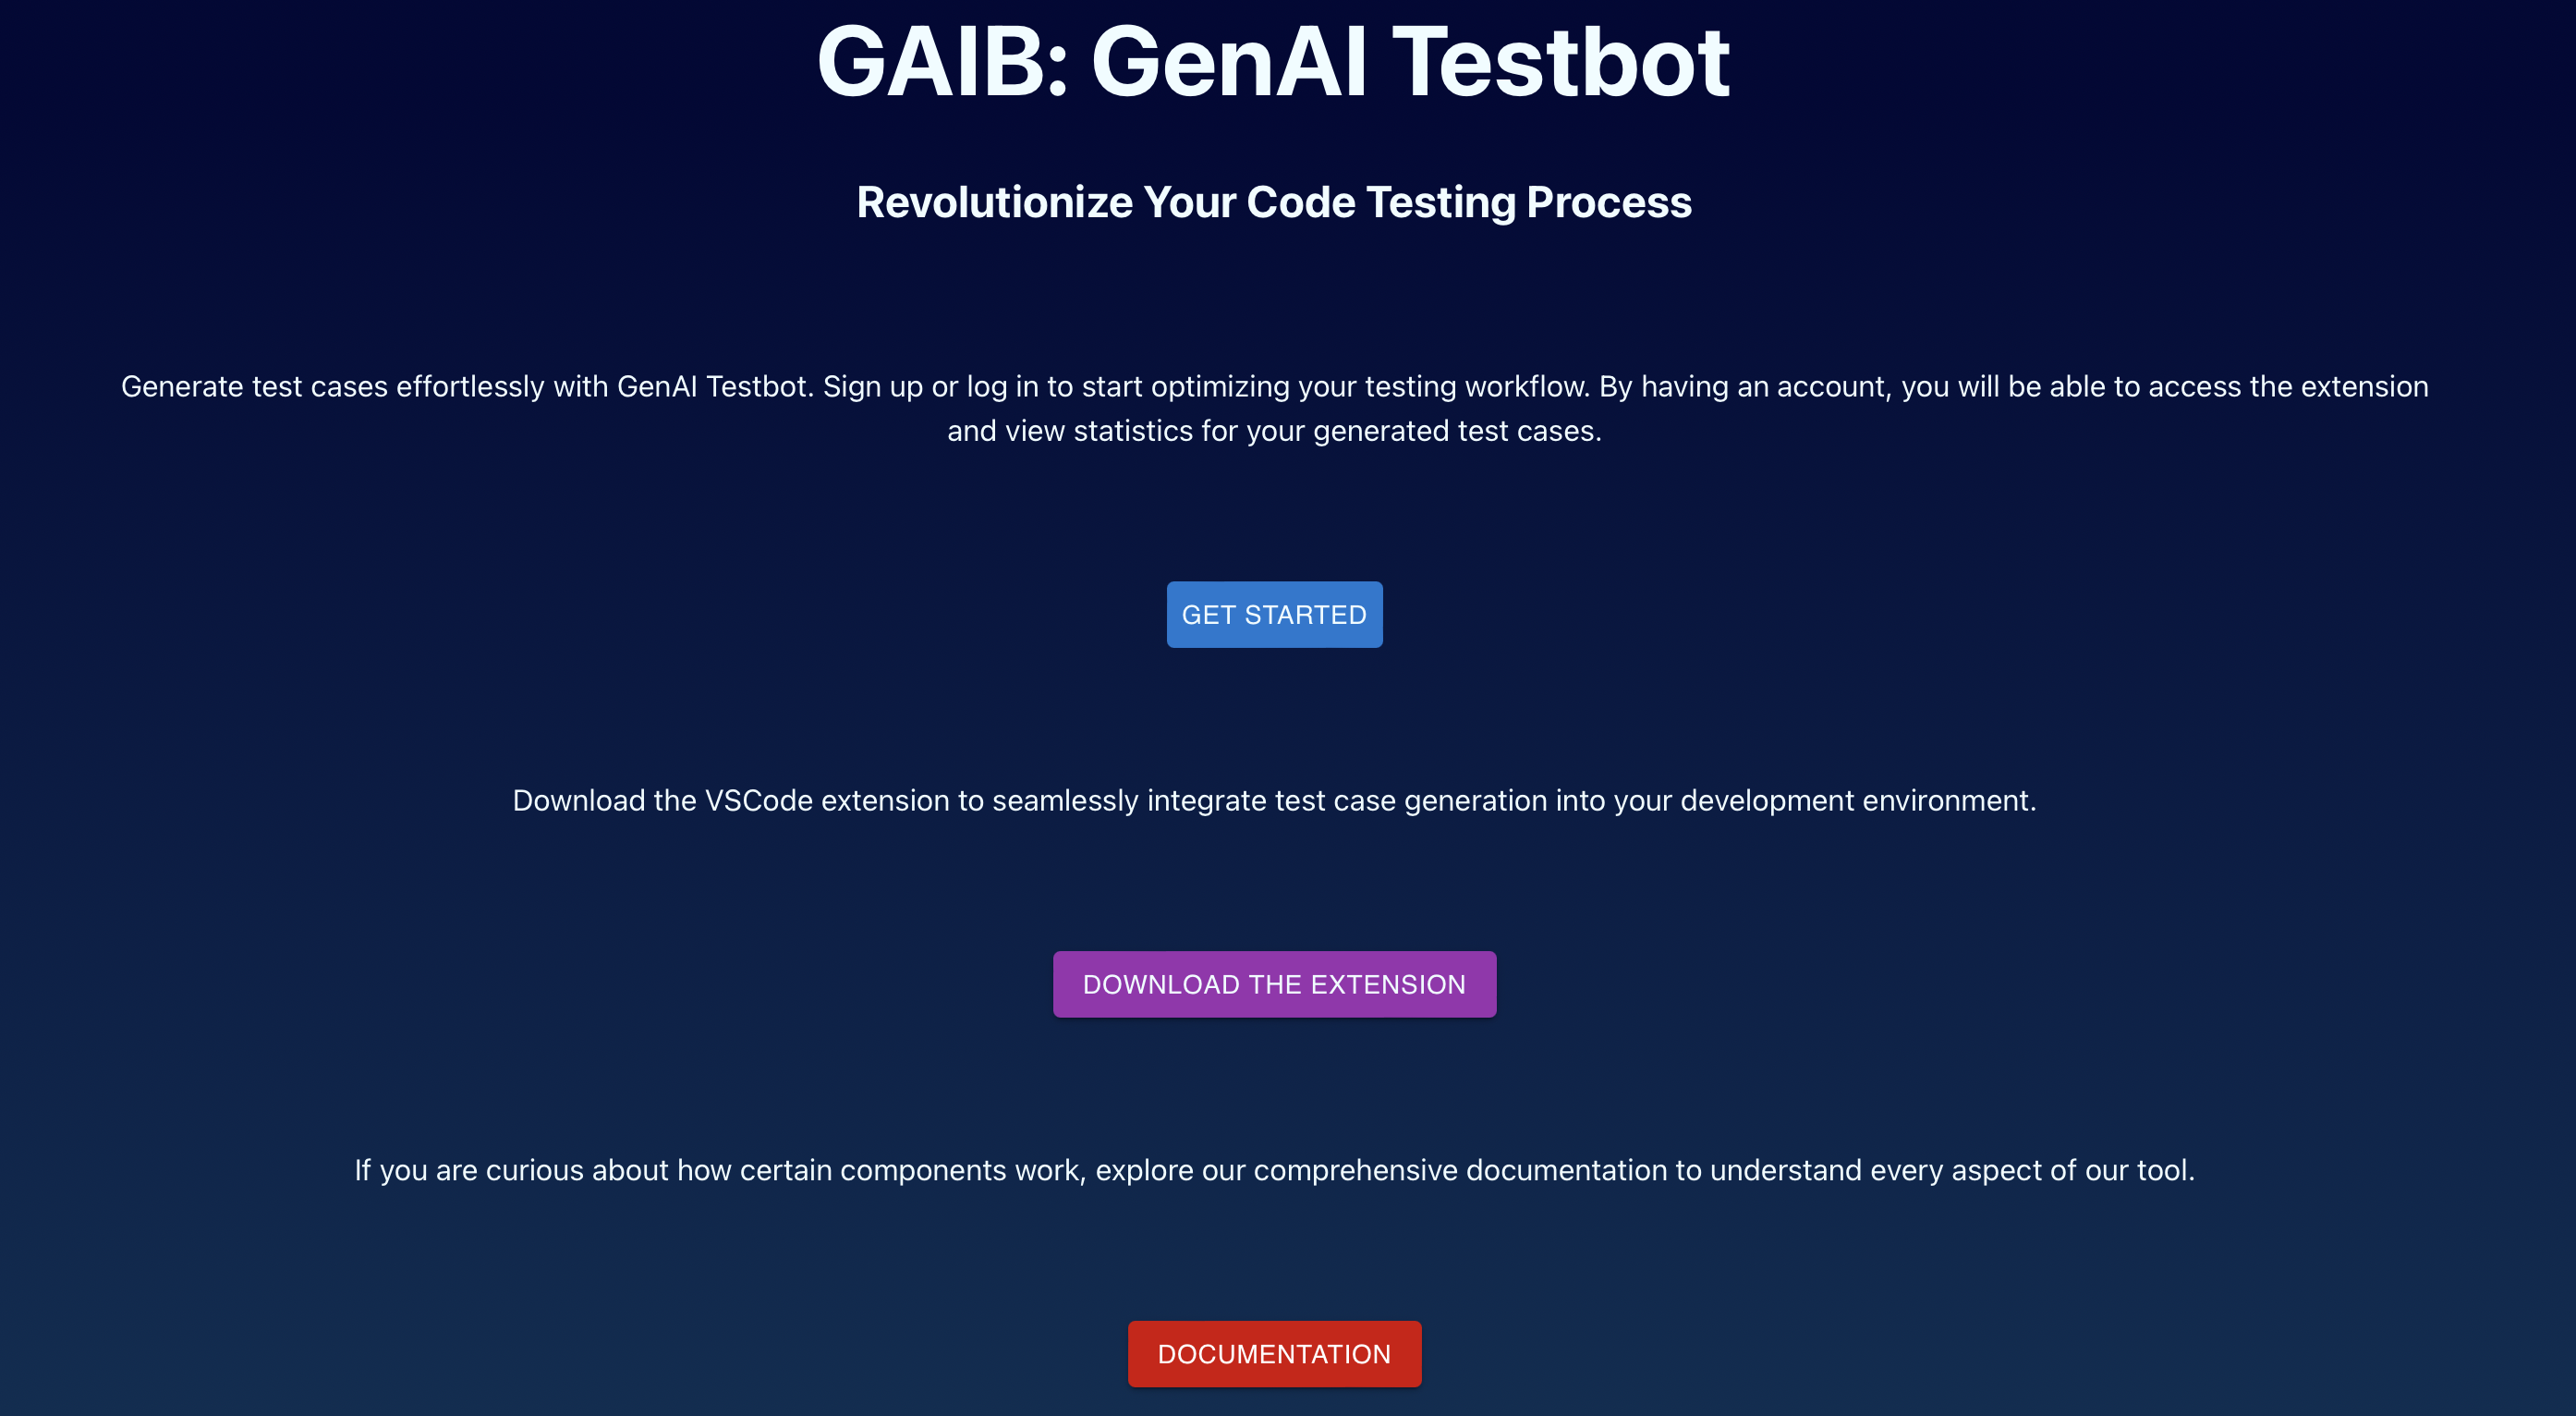 GAIB: GenAI Testbot
Revolutionize Your Code Testing Process
Generate test cases effortlessly with GenAI Testbot. Sign up or log in to start optimizing your testing workflow. By having an account, you will be able to access the extension
and view statistics for your generated test cases.
GET STARTED
Download the VSCode extension to seamlessly integrate test case generation into your development environment.
DOWNLOAD THE EXTENSION
If you are curious about how certain components work, explore our comprehensive documentation to understand every aspect of our tool.
DOCUMENTATION